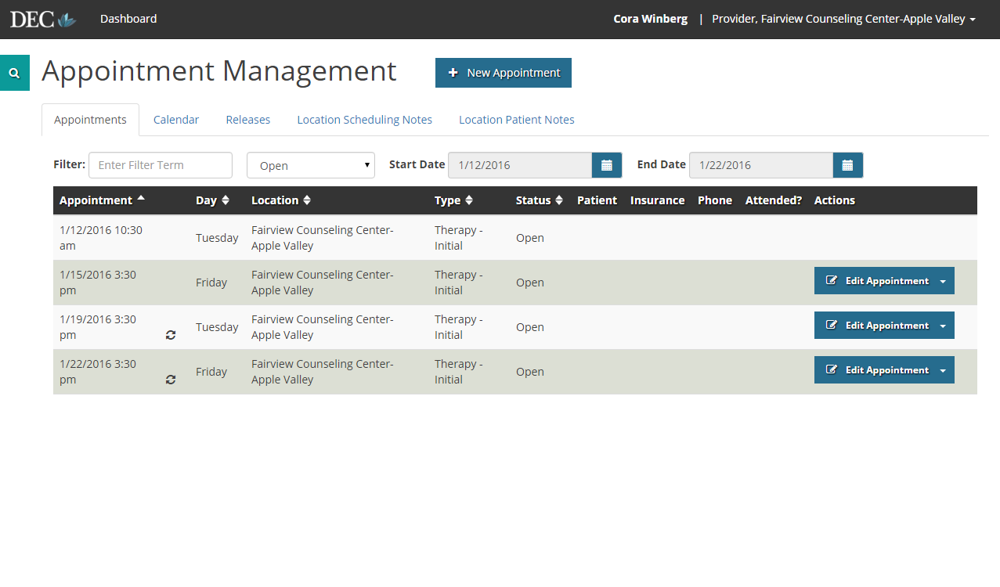 DEC Dashboard Cora Winberg | Provider, Fairview Counseling Center-Apple Valley
Appointment Management New Appointment
Appointments Calendar Releases Location Scheduling Notes Location Patient Notes
Filter: Enter Filter Term Open Start Date 1/12/2016 End Date 1/22/2016
Appointment Day Location Type Status Patient Insurance Phone Attended? Actions
1/12/2016 10:30 Fairview Counseling Center- Therapy -
am Tuesday Apple Valley Initial Open
1/15/2016 3:30 Fairview Counseling Center- Therapy -
pm Friday Apple Valley Initial Open Edit Appointment
1/19/2016 3:30 Fairview Counseling Center- Therapy -
pm Tuesday Apple Valley Initial Open Edit Appointment
1/22/2016 3:30 Fairview Counseling Center- Therapy -
pm Friday Apple Valley Initial Open Edit Appointment